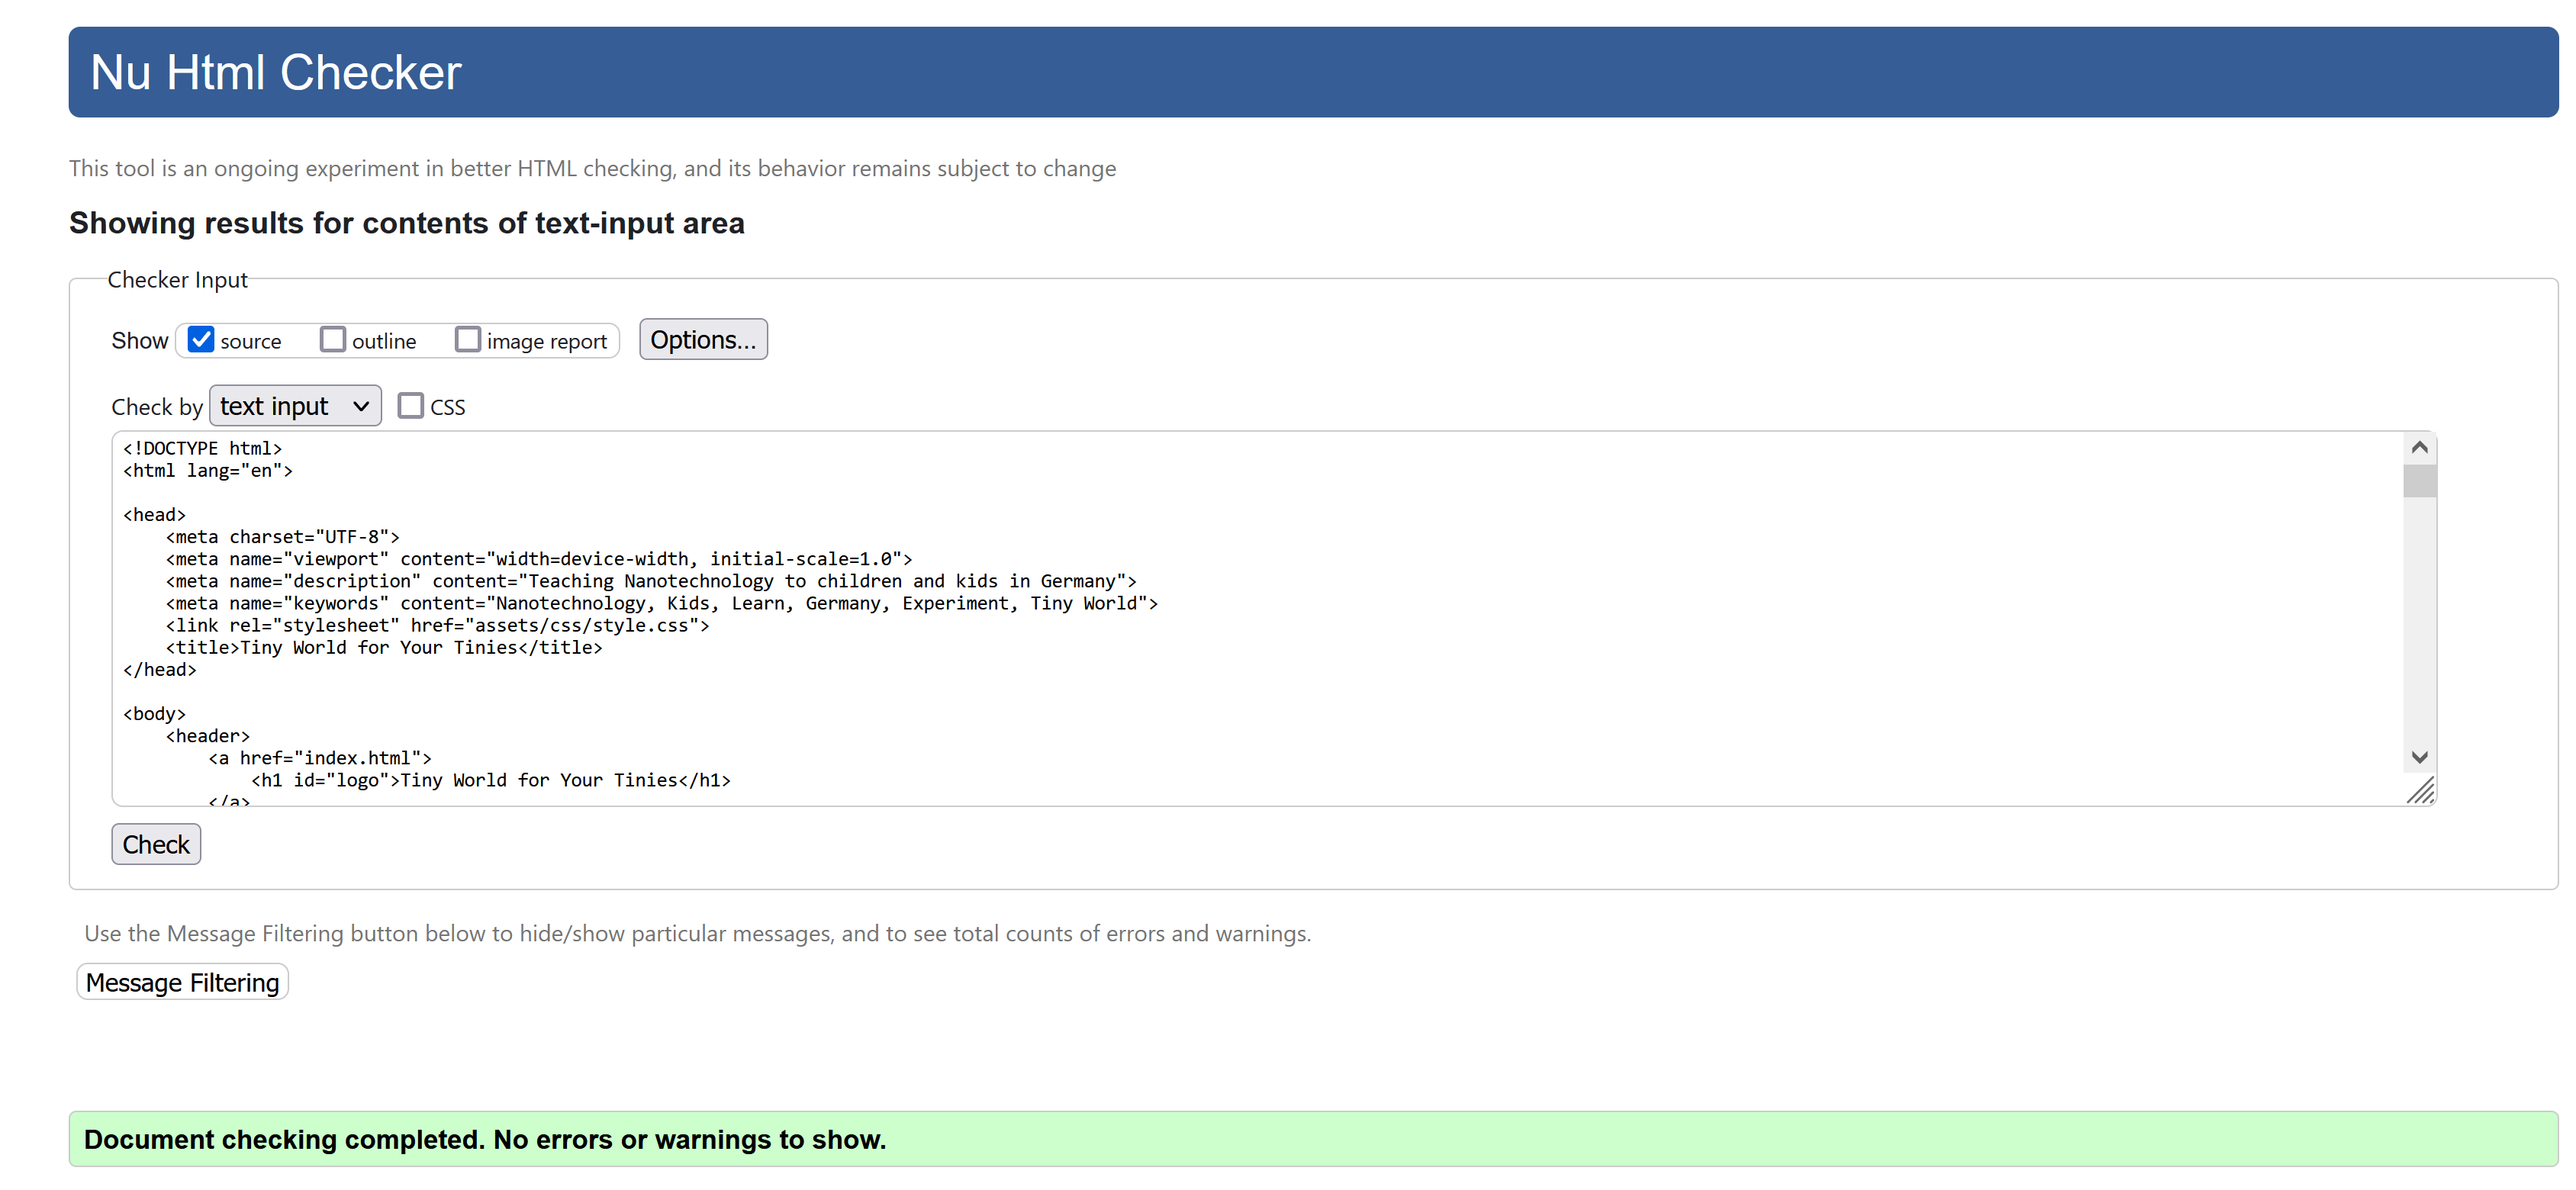 Nu Html Checker
This tool is an ongoing experiment in better HTML checking, and its behavior remains subject to change
Showing results for contents of text-input area
Checker Input
Show source outline image report Options...
Check by text input CSS
<!DOCTYPE html>
<html lang="en">
<head>
    <meta charset="UTF-8">
    <meta name="viewport" content="width=device-width, initial-scale=1.0">
    <meta name="description" content="Teaching Nanotechnology to children and kids in Germany">
    <meta name="keywords" content="Nanotechnology, Kids, Learn, Germany, Experiment, Tiny World">
    <link rel="stylesheet" href="assets/css/style.css">
    <title>Tiny World for Your Tinies</title>
</head>
<body>
    <header>
        <a href="index.html">
            <h1 id="logo">Tiny World for Your Tinies</h1>
        </a>
Check
Use the Message Filtering button below to hide/show particular messages, and to see total counts of errors and warnings.
Message Filtering
Document checking completed. No errors or warnings to show.